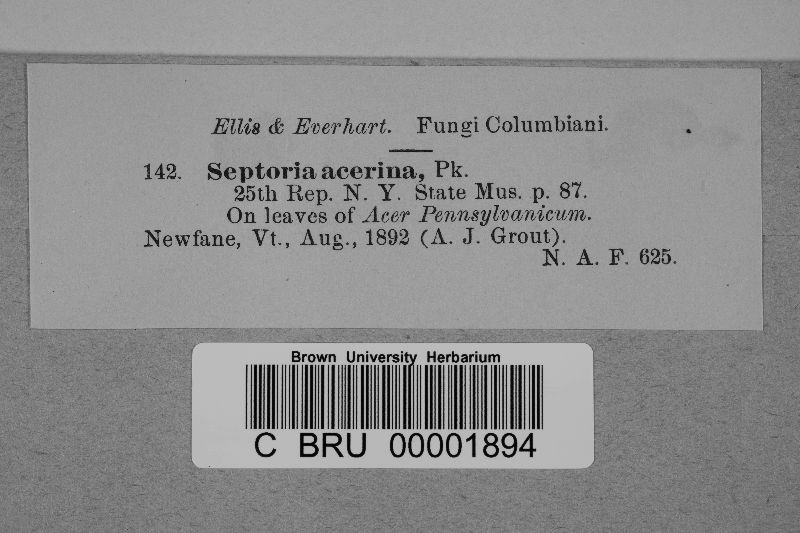 Ellis & Everhart. Fungi Columbiani.
142. Septoria acerina, Pk.
25th Rep. N. Y. State Mus. p. 87.
On leaves of Acer Pennsylvanicum.
Newfane, Vt., Aug., 1892 (A. J. Grout).
N. A. F. 625.
Brown University Herbarium
C BRU 00001894